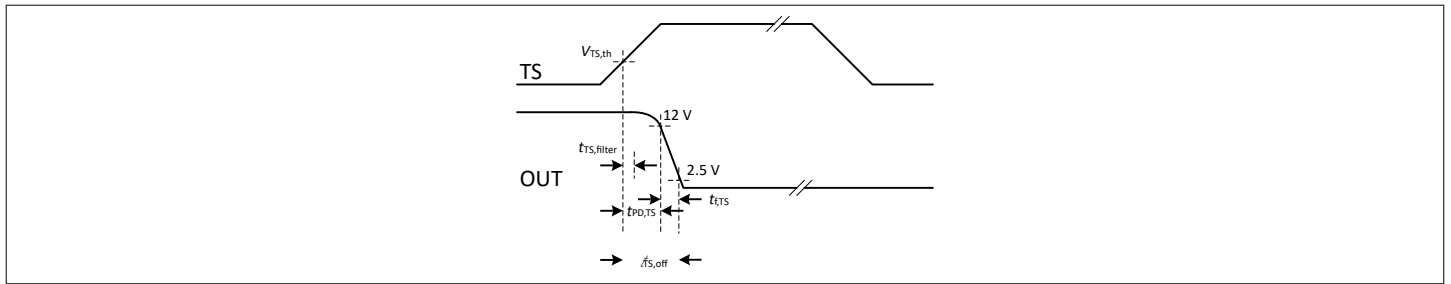 VTS,th
TS
12 V
tTS,filter
2.5 V
OUT
tf,TS
tPD,TS
tTS,off